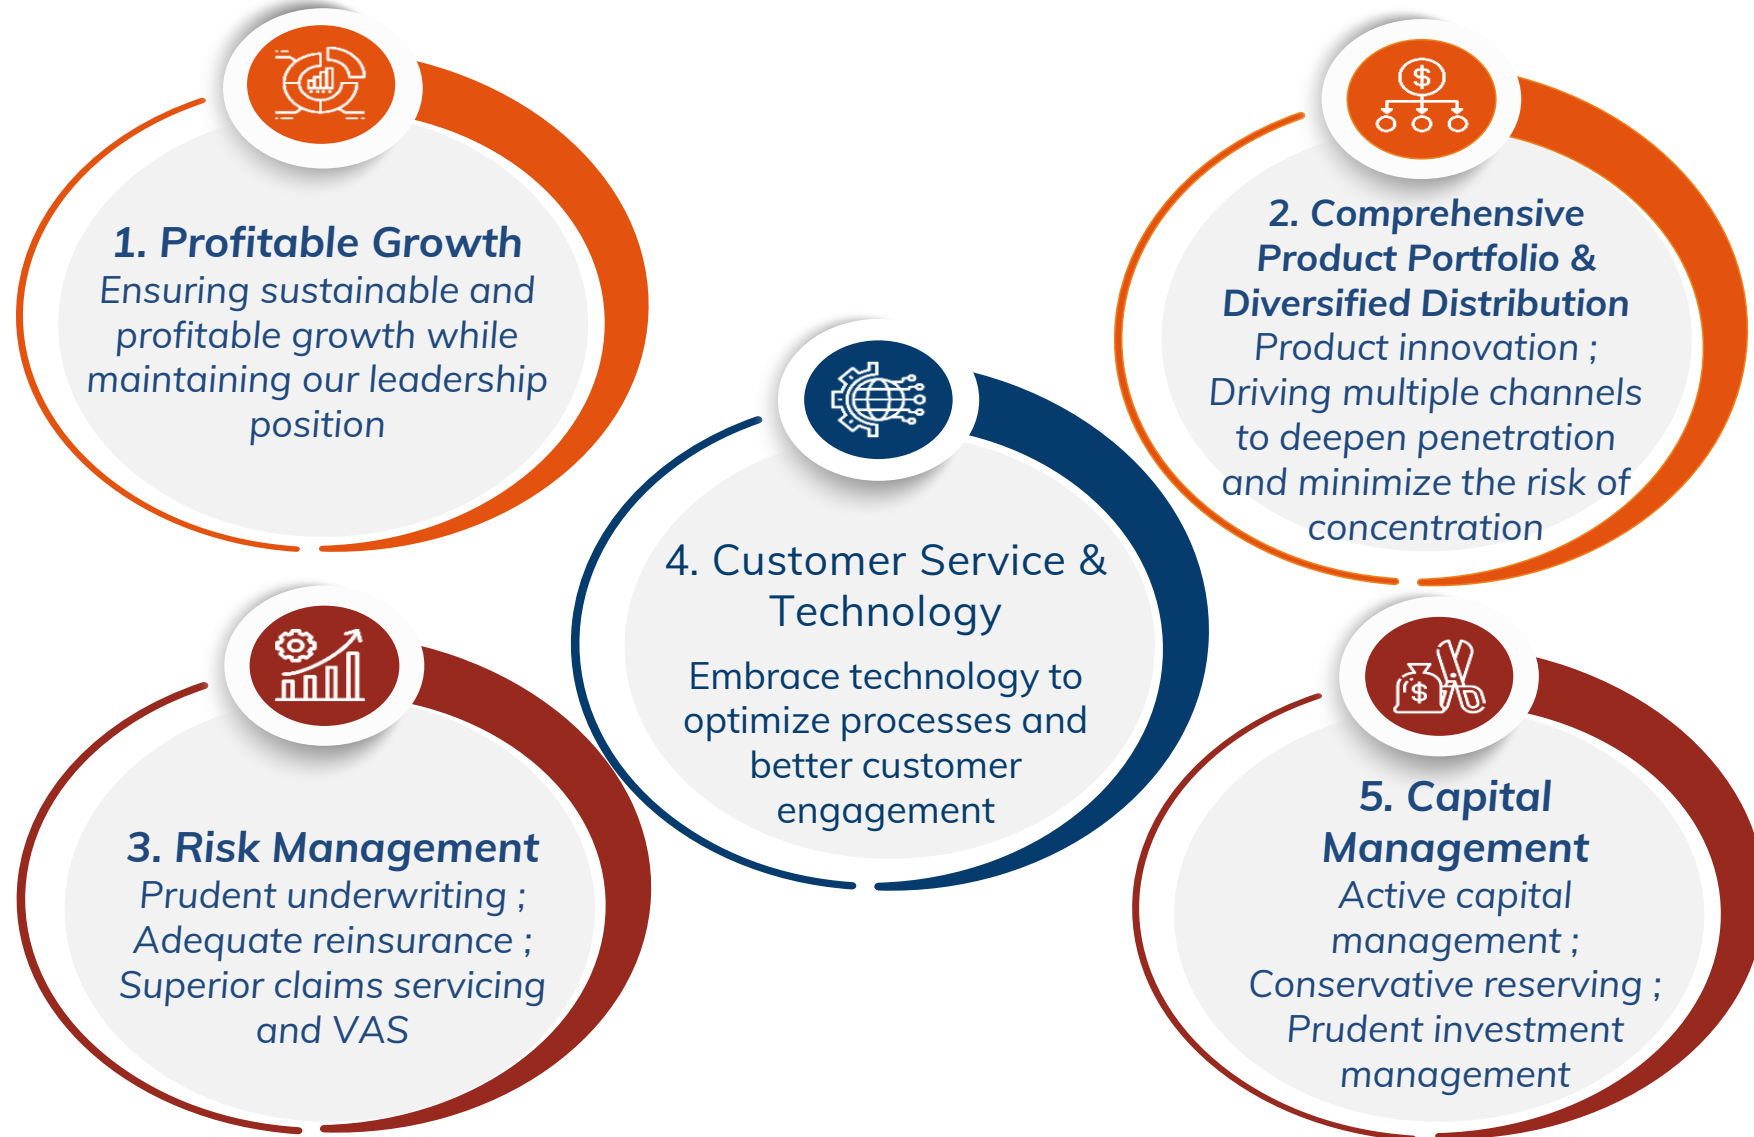 1. Profitable Growth
Ensuring sustainable and
profitable growth while
maintaining our leadership
position
2. Comprehensive
Product Portfolio &
Diversified Distribution
Product innovation ;
Driving multiple channels
to deepen penetration
and minimize the risk of
concentration
3. Risk Management
Prudent underwriting ;
Adequate reinsurance ;
Superior claims servicing
and VAS
4. Customer Service &
Technology
Embrace technology to
optimize processes and
better customer
engagement
5. Capital
Management
Active capital
management ;
Conservative reserving ;
Prudent investment
management